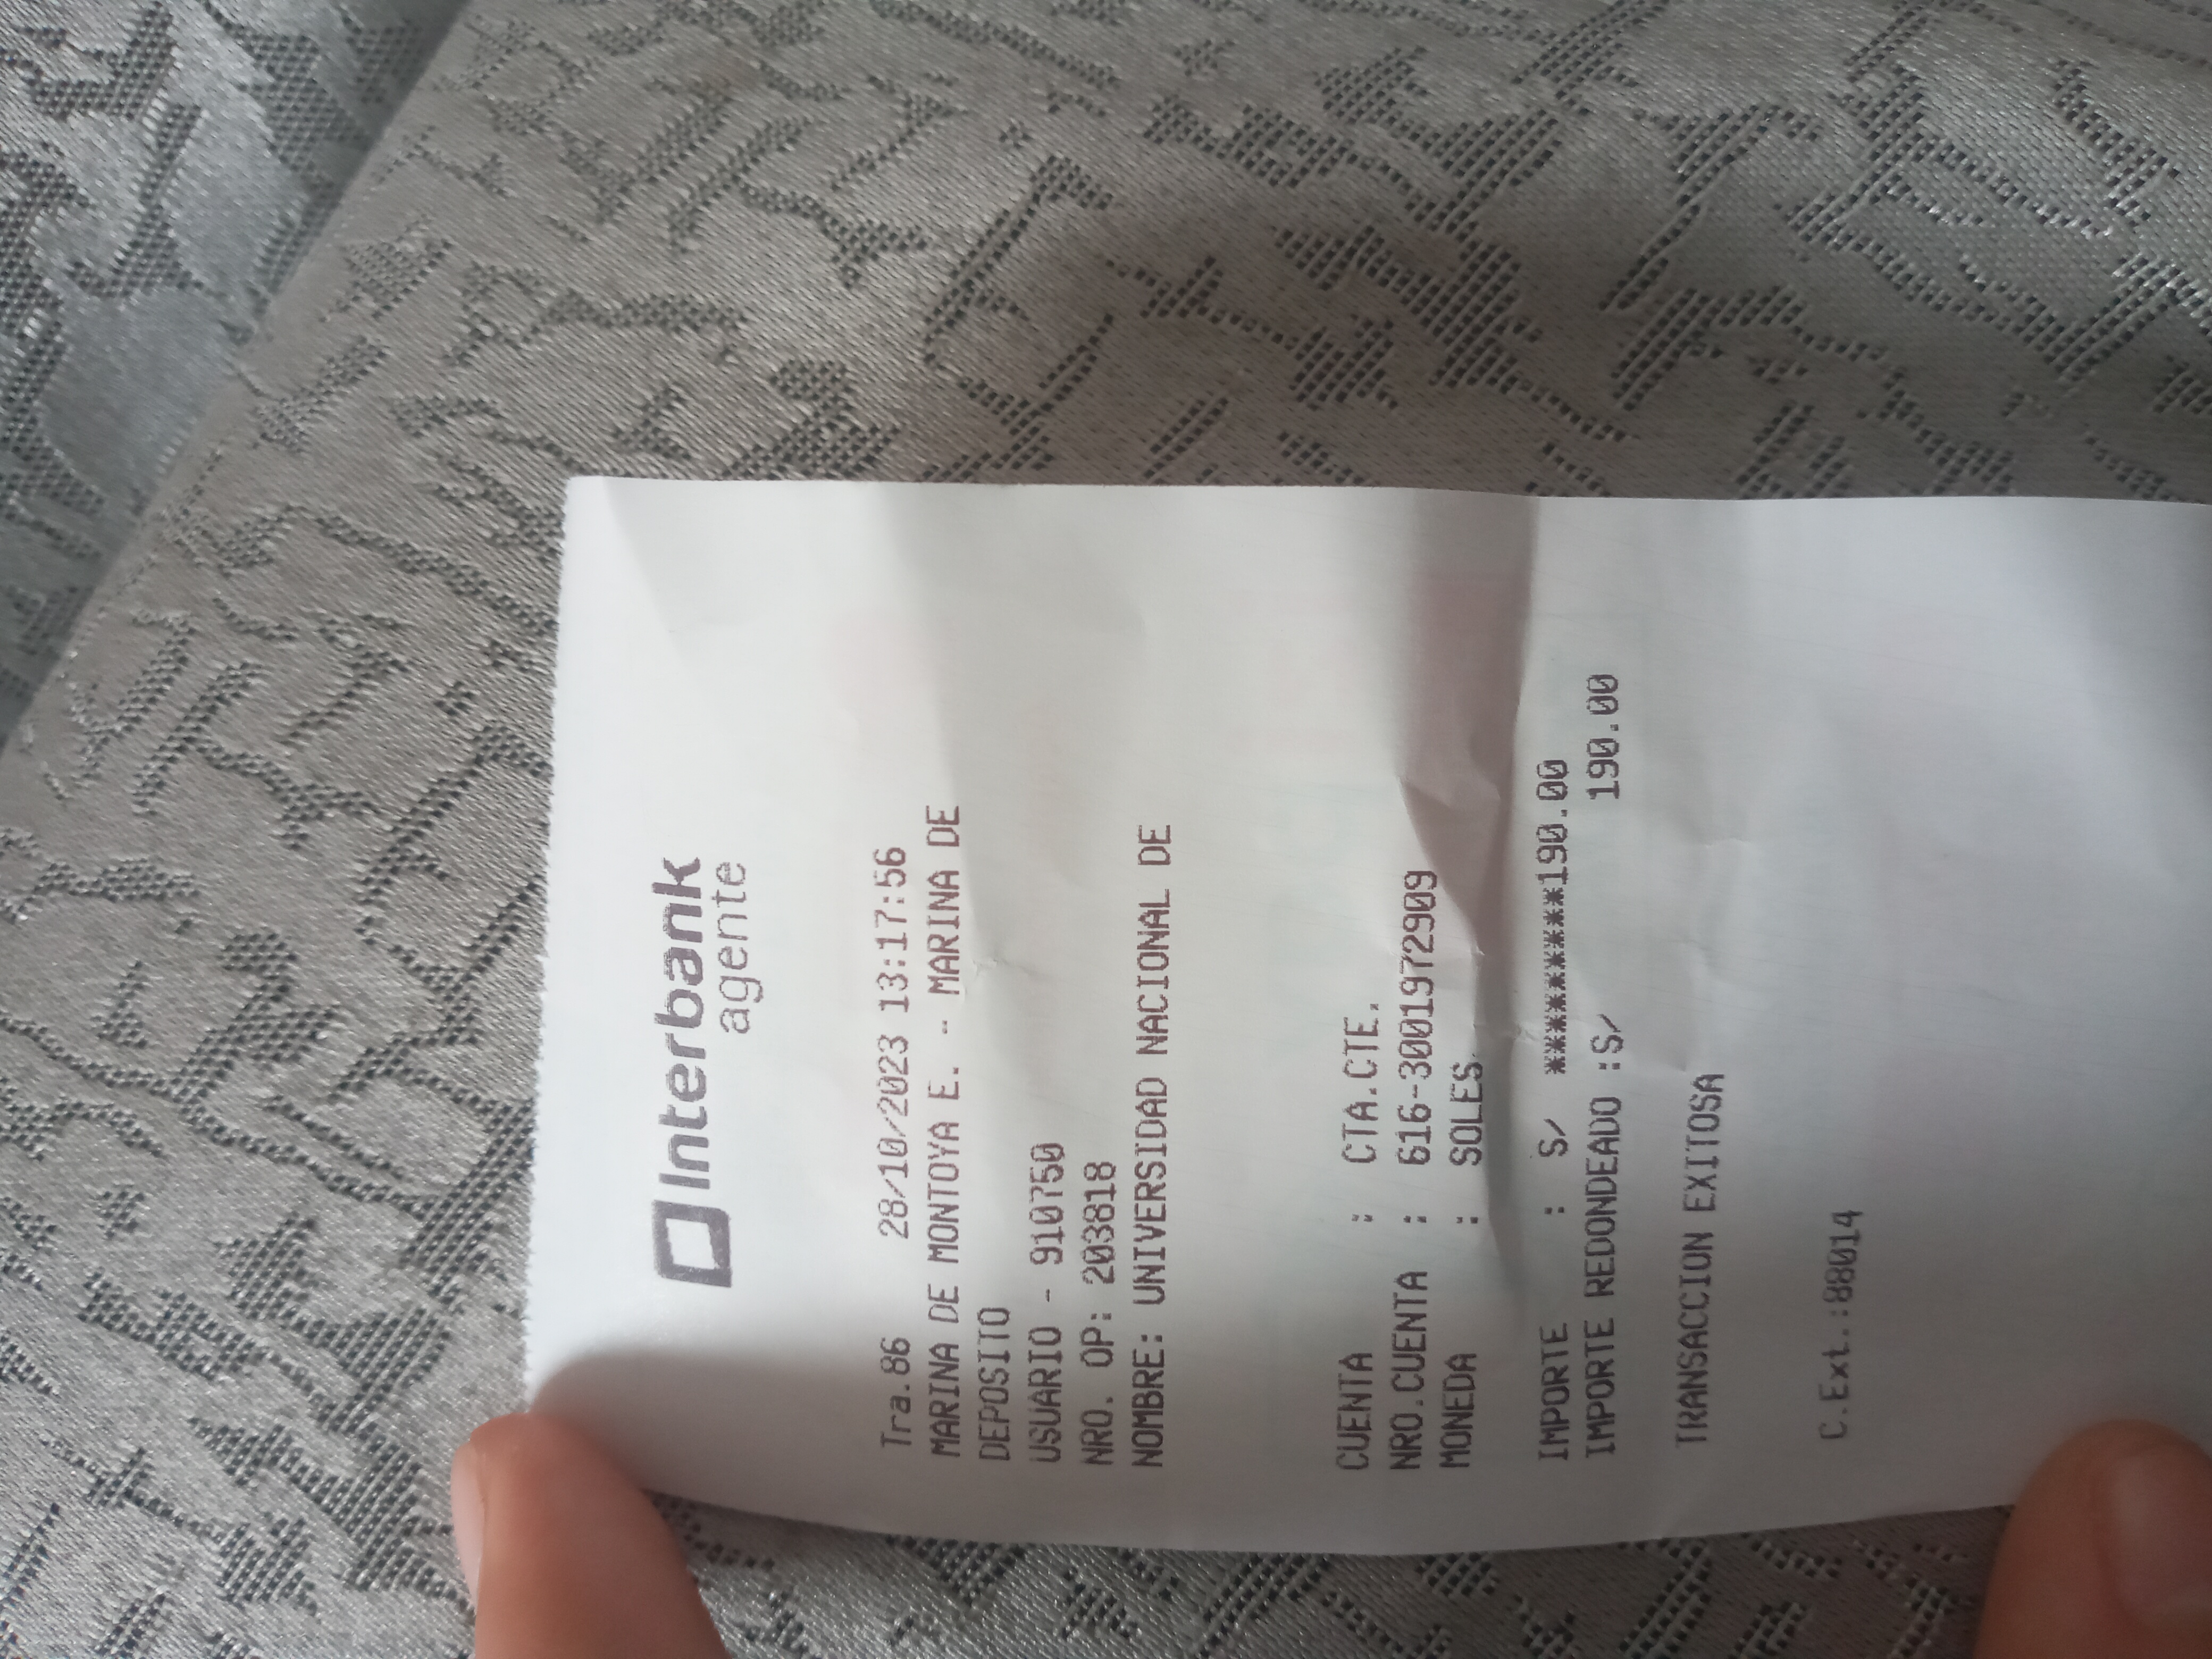 Interbank
agente
Tra.86 28/10/2023 13:17:56
MARINA DE MONTOYA E. - MARINA DE
DEPOSITO
USUARIO - 910750
NRO. OP: 203818
NOMBRE: UNIVERSIDAD NACIONAL DE
CUENTA : CTA.CTE.
NRO.CUENTA : 616-3001972909
MONEDA : SOLES
IMPORTE : S/ ***********190.00
IMPORTE REDONDEADO :S/ 190.00
TRANSACCION EXITOSA
C.Ext.:88014